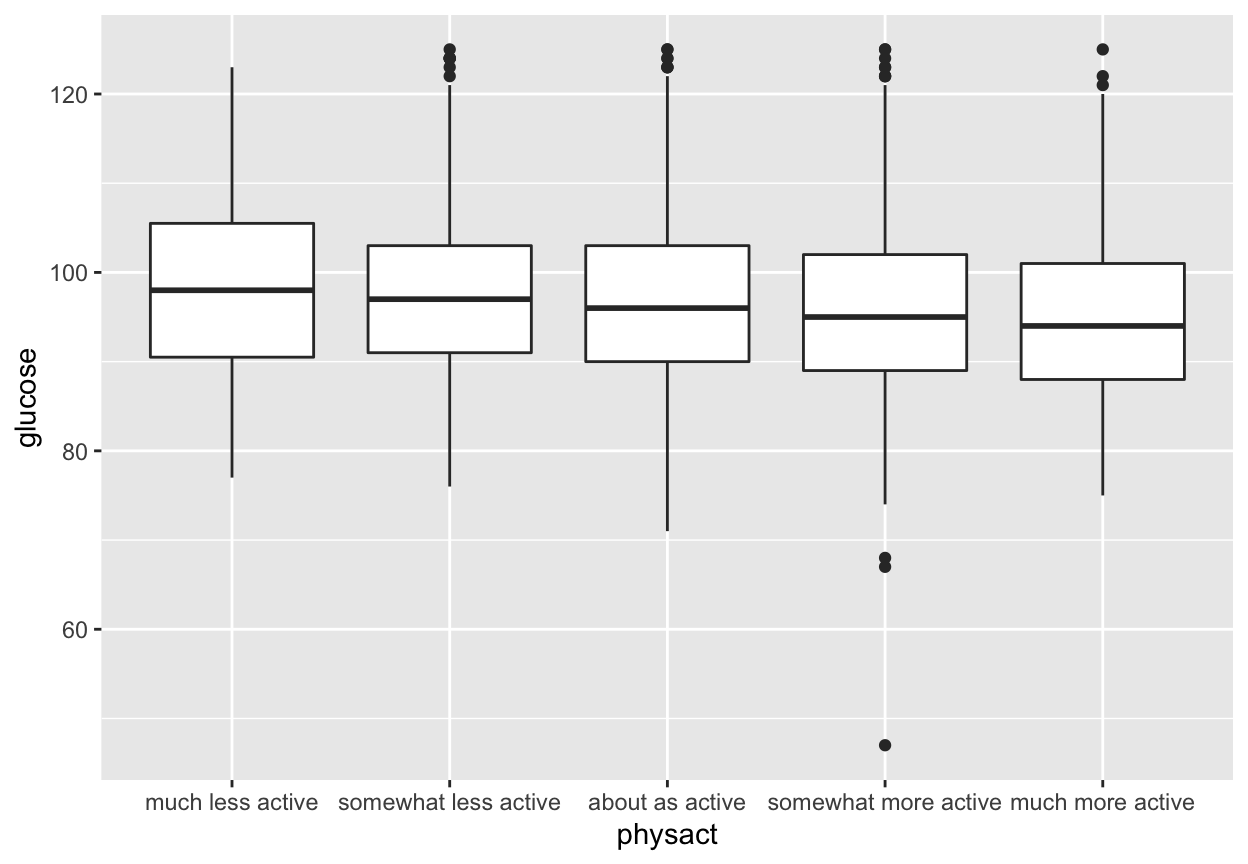 glucose
120
100
80
60
much less active somewhat less active about as active somewhat more active much more active
physact